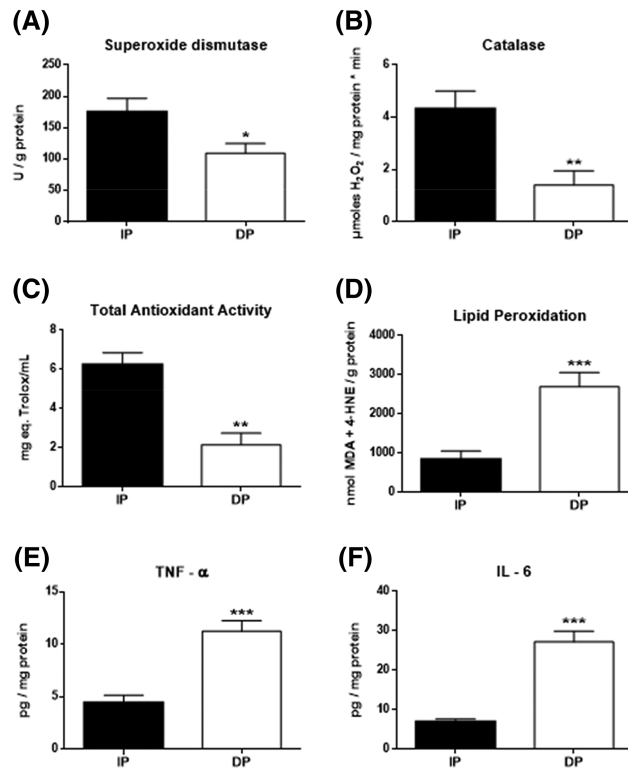 (A)
Superoxide dismutase
U / g protein
250
200
150
100
50
0
*
IP
DP
(B)
Catalase
µmoles H₂O₂ / mg protein * min
6
4
2
0
**
IP
DP
(C)
Total Antioxidant Activity
mg eq. Trolox/mL
8
6
4
2
0
**
IP
DP
(D)
Lipid Peroxidation
nmol MDA + 4-HNE / g protein
4000
3000
2000
1000
0
***
IP
DP
(E)
TNF - α
pg / mg protein
15
10
5
0
***
IP
DP
(F)
IL - 6
pg / mg protein
40
30
20
10
0
***
IP
DP